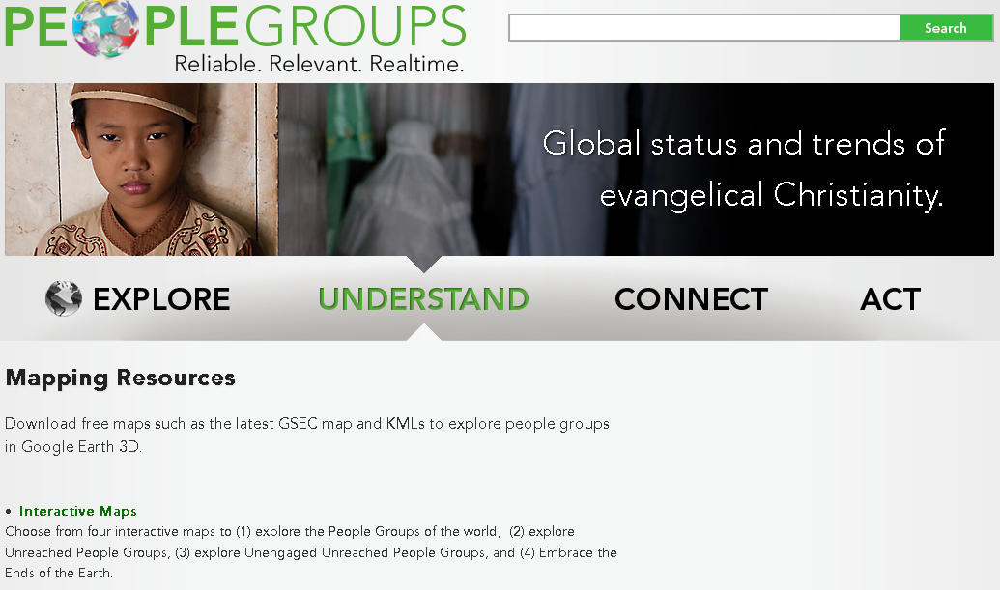 PEOPLEGROUPS
Search
Reliable. Relevant. Realtime.
Global status and trends of
evangelical Christianity.
EXPLORE
UNDERSTAND
CONNECT
ACT
Mapping Resources
Download free maps such as the latest GSEC map and KMLs to explore people groups
in Google Earth 3D.
• Interactive Maps
Choose from four interactive maps to (1) explore the People Groups of the world,  (2) explore
Unreached People Groups, (3) explore Unengaged Unreached People Groups, and (4) Embrace the
Ends of the Earth.